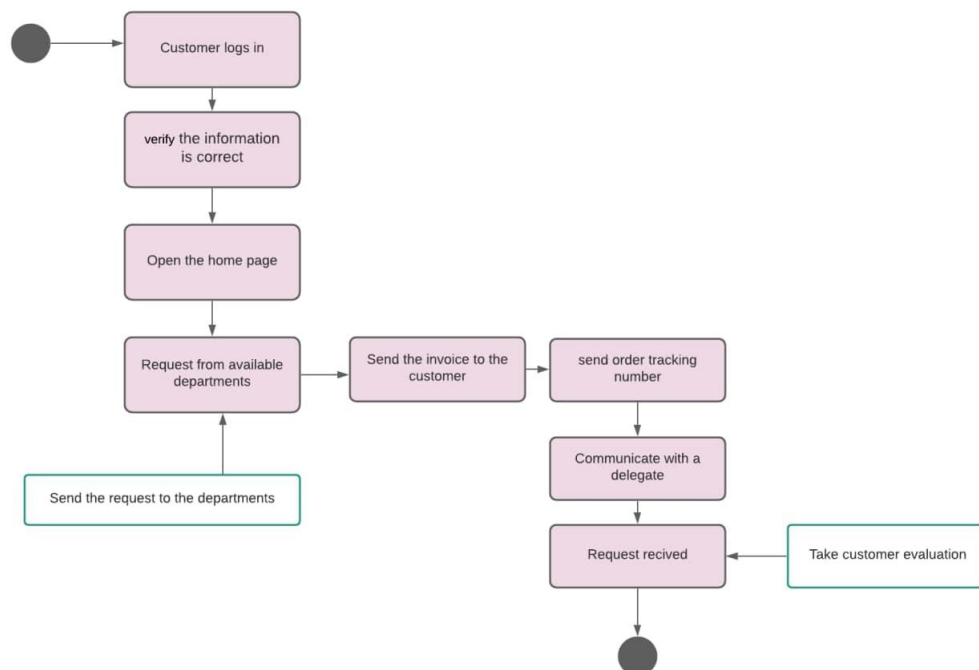 Customer logs in
verify the information
is correct
Open the home page
Request from available
departments
Send the invoice to the
customer
send order tracking
number
Communicate with a
delegate
Send the request to the departments
Request recived
Take customer evaluation